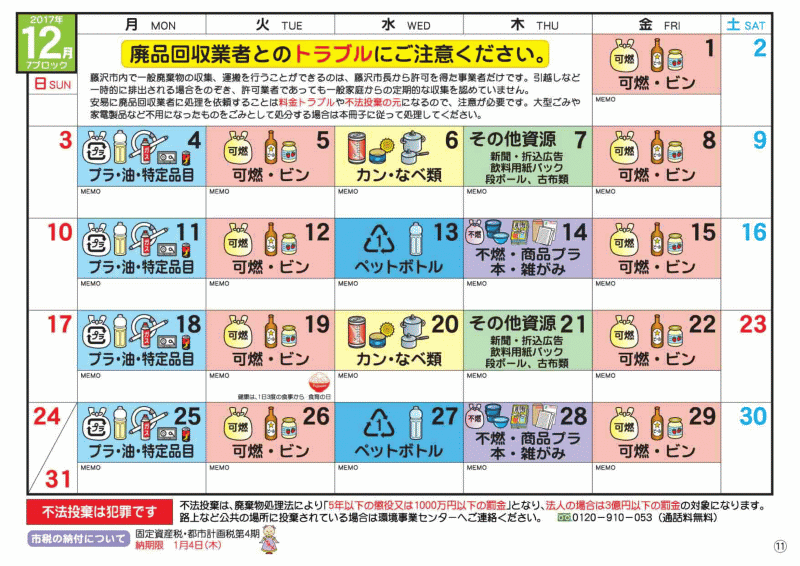 2017年
12月
7ブロック
日 SUN
月 MON
火 TUE
水 WED
木 THU
金 FRI
土 SAT
廃品回収業者とのトラブルにご注意ください。
藤沢市内で一般廃棄物の収集、運搬を行うことができるのは、藤沢市長から許可を得た事業者だけです。引越しなど
一時的に排出される場合をのぞき、許可業者であっても一般家庭からの定期的な収集を認めていません。
安易に廃品回収業者に処理を依頼することは料金トラブルや不法投棄の元になるので、注意が必要です。大型ごみや
家電製品など不用になったものをごみとして処分する場合は本冊子に従って処理してください。
可燃 1
可燃・ビン
MEMO
2
3
プラ 4
プラ・油・特定品目
MEMO
可燃 5
可燃・ビン
MEMO
6
カン・なべ類
MEMO
その他資源 7
新聞・折込広告
飲料用紙パック
段ボール、古布類
MEMO
可燃 8
可燃・ビン
MEMO
9
10
プラ 11
プラ・油・特定品目
MEMO
可燃 12
可燃・ビン
MEMO
1 13
ペットボトル
MEMO
不燃 14
不燃・商品プラ
本・雑がみ
MEMO
可燃 15
可燃・ビン
MEMO
16
17
プラ 18
プラ・油・特定品目
MEMO
可燃 19
可燃・ビン
MEMO
健康は、1日3度の食事から 食育の日
20
カン・なべ類
MEMO
その他資源 21
新聞・折込広告
飲料用紙パック
段ボール、古布類
MEMO
可燃 22
可燃・ビン
MEMO
23
24
31
プラ 25
プラ・油・特定品目
MEMO
可燃 26
可燃・ビン
MEMO
1 27
ペットボトル
MEMO
不燃 28
不燃・商品プラ
本・雑がみ
MEMO
可燃 29
可燃・ビン
MEMO
30
不法投棄は犯罪です
不法投棄は、廃棄物処理法により「5年以下の懲役又は1000万円以下の罰金」となり、法人の場合は3億円以下の罰金の対象になります。
路上など公共の場所に投棄されている場合は環境事業センターへご連絡ください。 0120-910-053(通話料無料)
市税の納付について
固定資産税・都市計画税第4期
納期限 1月4日(木)
11